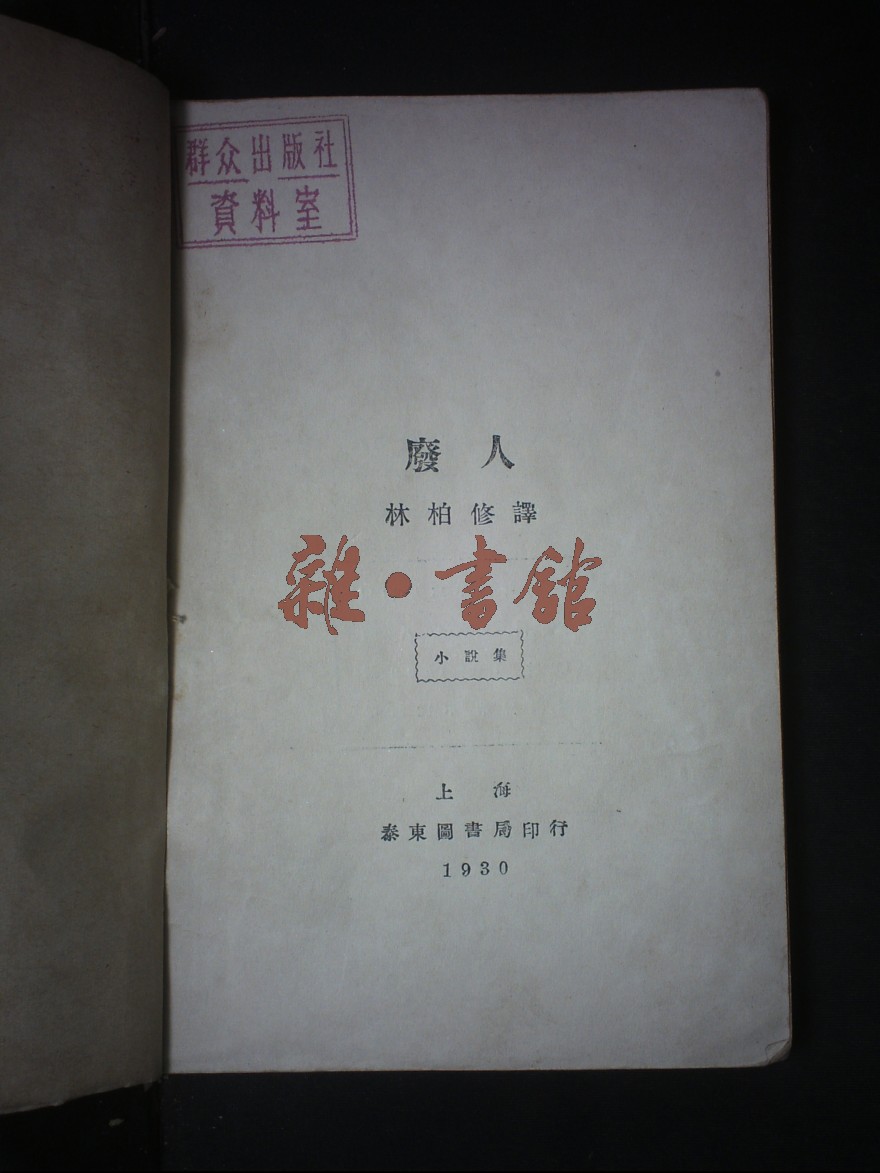 群众出版社
資料室
廢人
林柏修譯
雜·書館
小說集
上海
泰東圖書局印行
1930